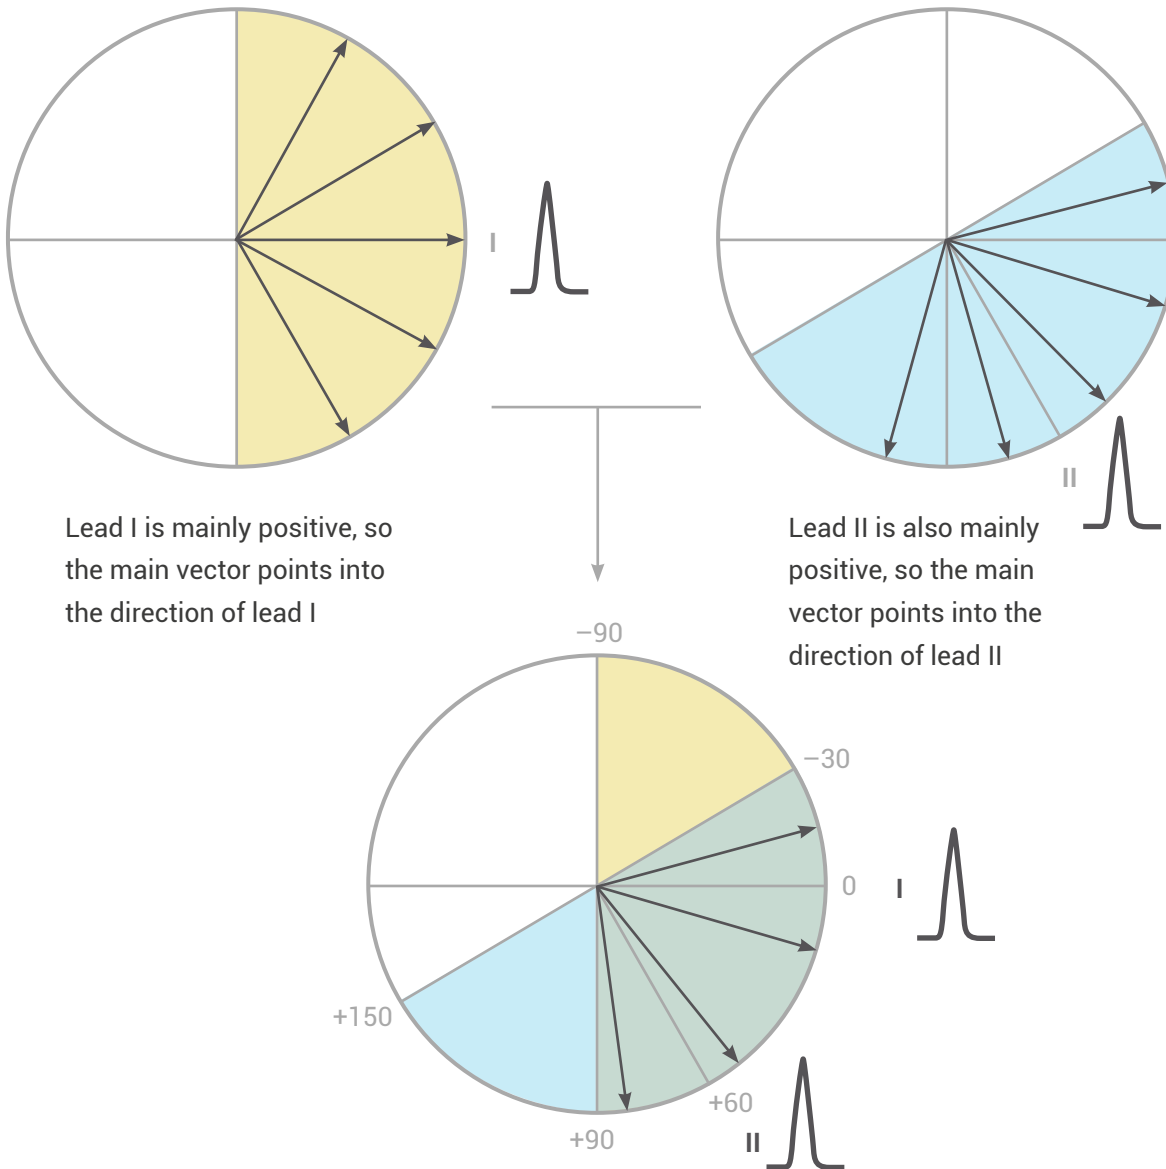 I
II
Lead I is mainly positive, so
the main vector points into
the direction of lead I
Lead II is also mainly
positive, so the main
vector points into the
direction of lead II
–90
–30
0
I
+150
+60
+90
II